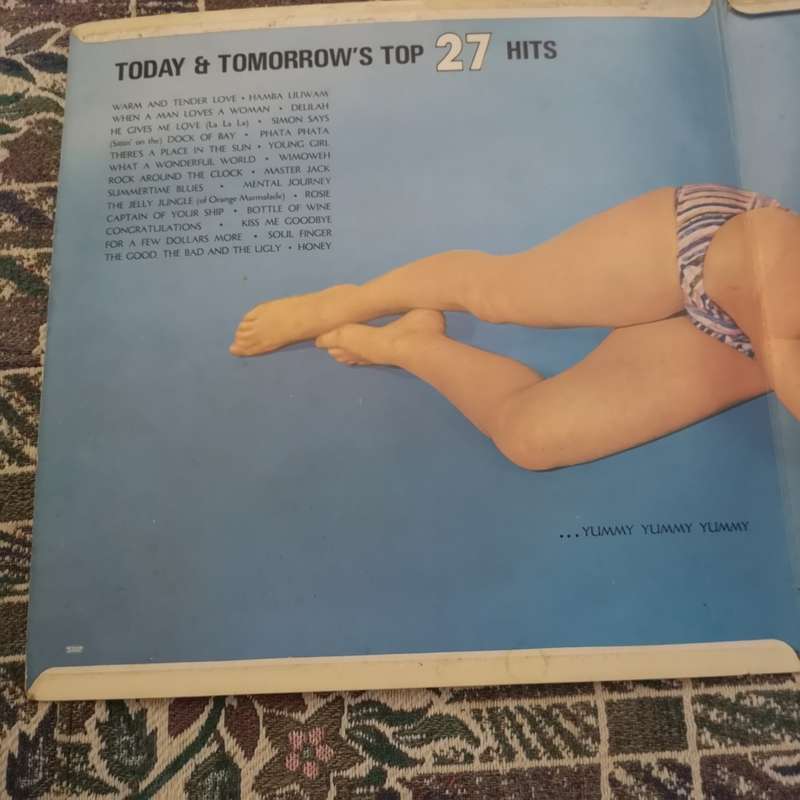 TODAY & TOMORROW'S TOP 27 HITS
WARM AND TENDER LOVE • HAMBA LILIWAM
WHEN A MAN LOVES A WOMAN • DELILAH
HE GIVES ME LOVE (La La La) • SIMON SAYS
(Sittin' on the) DOCK OF BAY • PHATA PHATA
THERE'S A PLACE IN THE SUN • YOUNG GIRL
WHAT A WONDERFUL WORLD • WIMOWEH
ROCK AROUND THE CLOCK • MASTER JACK
SUMMERTIME BLUES • MENTAL JOURNEY
THE JELLY JUNGLE (of Orange Marmalade) • ROSIE
CAPTAIN OF YOUR SHIP • BOTTLE OF WINE
CONGRATULATIONS • KISS ME GOODBYE
FOR A FEW DOLLARS MORE • SOUL FINGER
THE GOOD, THE BAD AND THE UGLY • HONEY
...YUMMY YUMMY YUMMY